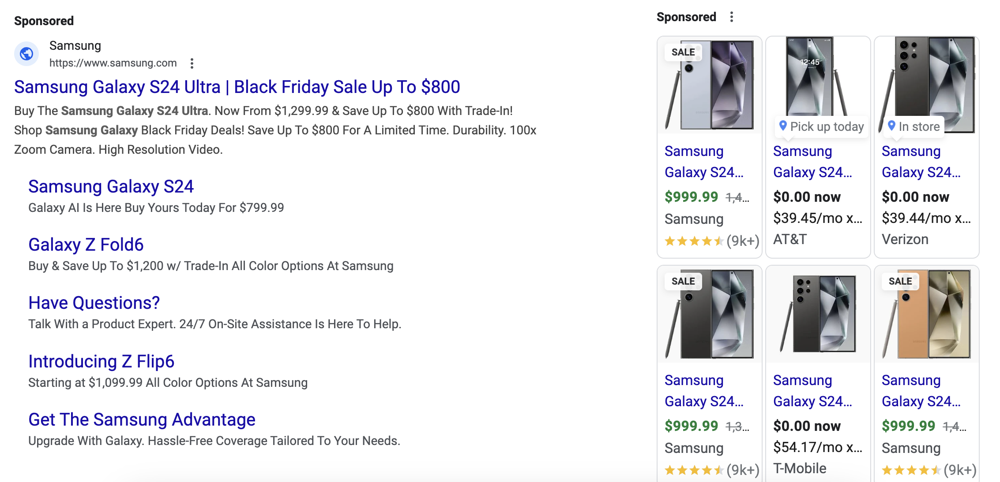 Sponsored
Samsung
https://www.samsung.com
Samsung Galaxy S24 Ultra | Black Friday Sale Up To $800
Buy The Samsung Galaxy S24 Ultra. Now From $1,299.99 & Save Up To $800 With Trade-In!
Shop Samsung Galaxy Black Friday Deals! Save Up To $800 For A Limited Time. Durability. 100x
Zoom Camera. High Resolution Video.
Samsung Galaxy S24
Galaxy AI Is Here Buy Yours Today For $799.99
Galaxy Z Fold6
Buy & Save Up To $1,200 w/ Trade-In All Color Options At Samsung
Have Questions?
Talk With a Product Expert. 24/7 On-Site Assistance Is Here To Help.
Introducing Z Flip6
Starting at $1,099.99 All Color Options At Samsung
Get The Samsung Advantage
Upgrade With Galaxy. Hassle-Free Coverage Tailored To Your Needs.
Sponsored
SALE
Samsung
Galaxy S24...
$999.99 1,4...
Samsung
(9k+)
12:45
Pick up today
Samsung
Galaxy S24...
$0.00 now
$39.45/mo x...
AT&T
In store
Samsung
Galaxy S24...
$0.00 now
$39.44/mo x...
Verizon
SALE
Samsung
Galaxy S24...
$999.99 1,3...
Samsung
(9k+)
Samsung
Galaxy S24...
$0.00 now
$54.17/mo x...
T-Mobile
SALE
Samsung
Galaxy S24...
$999.99 1,4...
Samsung
(9k+)